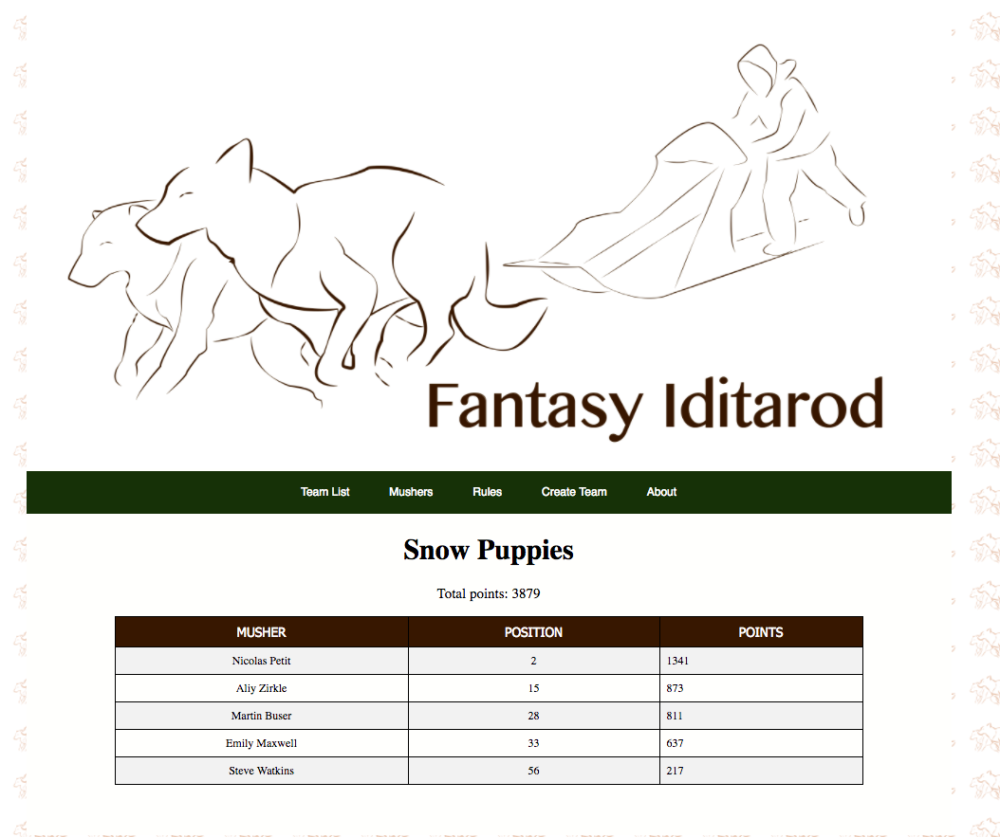 Fantasy Iditarod
Team List Mushers Rules Create Team About
Snow Puppies
Total points: 3879
MUSHER POSITION POINTS
Nicolas Petit 2 1341
Aliy Zirkle 15 873
Martin Buser 28 811
Emily Maxwell 33 637
Steve Watkins 56 217